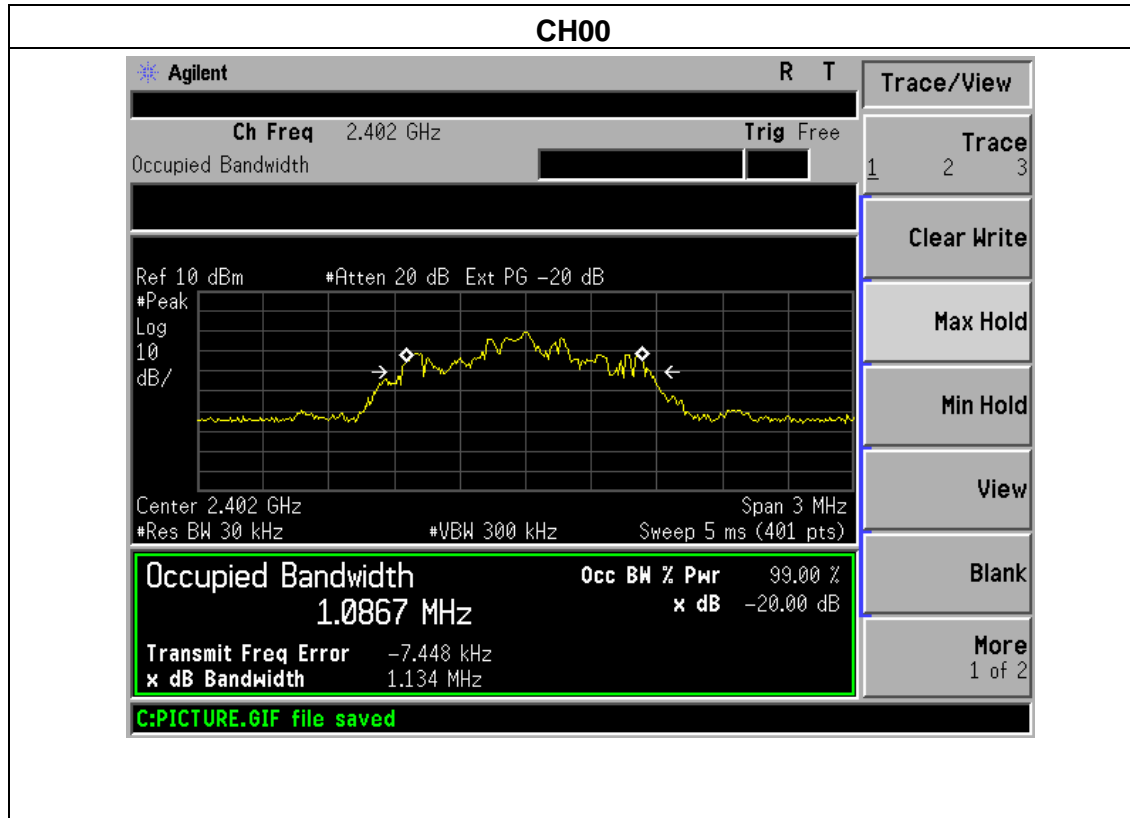 CH00
Agilent R T
Trace/View
Ch Freq 2.402 GHz Trig Free
Occupied Bandwidth
Trace
1 2 3
Clear Write
Ref 10 dBm #Atten 20 dB Ext PG −20 dB
#Peak
Log
10
dB/
Max Hold
Min Hold
View
Center 2.402 GHz Span 3 MHz
#Res BW 30 kHz #VBW 300 kHz Sweep 5 ms (401 pts)
Occupied Bandwidth Occ BW % Pwr 99.00 %
1.0867 MHz x dB −20.00 dB
Blank
Transmit Freq Error −7.448 kHz
x dB Bandwidth 1.134 MHz
More
1 of 2
C:PICTURE.GIF file saved